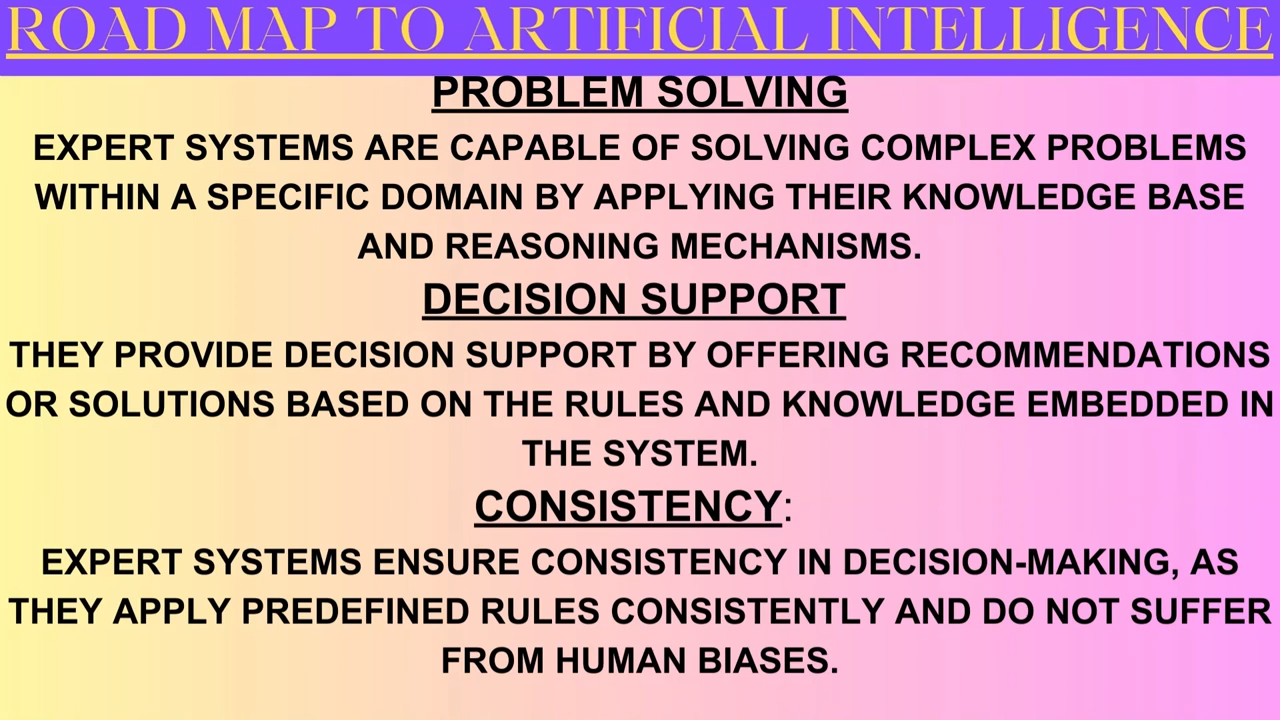 ROAD MAP TO ARTIFICIAL INTELLIGENCE
PROBLEM SOLVING
EXPERT SYSTEMS ARE CAPABLE OF SOLVING COMPLEX PROBLEMS
WITHIN A SPECIFIC DOMAIN BY APPLYING THEIR KNOWLEDGE BASE
AND REASONING MECHANISMS.
DECISION SUPPORT
THEY PROVIDE DECISION SUPPORT BY OFFERING RECOMMENDATIONS
OR SOLUTIONS BASED ON THE RULES AND KNOWLEDGE EMBEDDED IN
THE SYSTEM.
CONSISTENCY:
EXPERT SYSTEMS ENSURE CONSISTENCY IN DECISION-MAKING, AS
THEY APPLY PREDEFINED RULES CONSISTENTLY AND DO NOT SUFFER
FROM HUMAN BIASES.